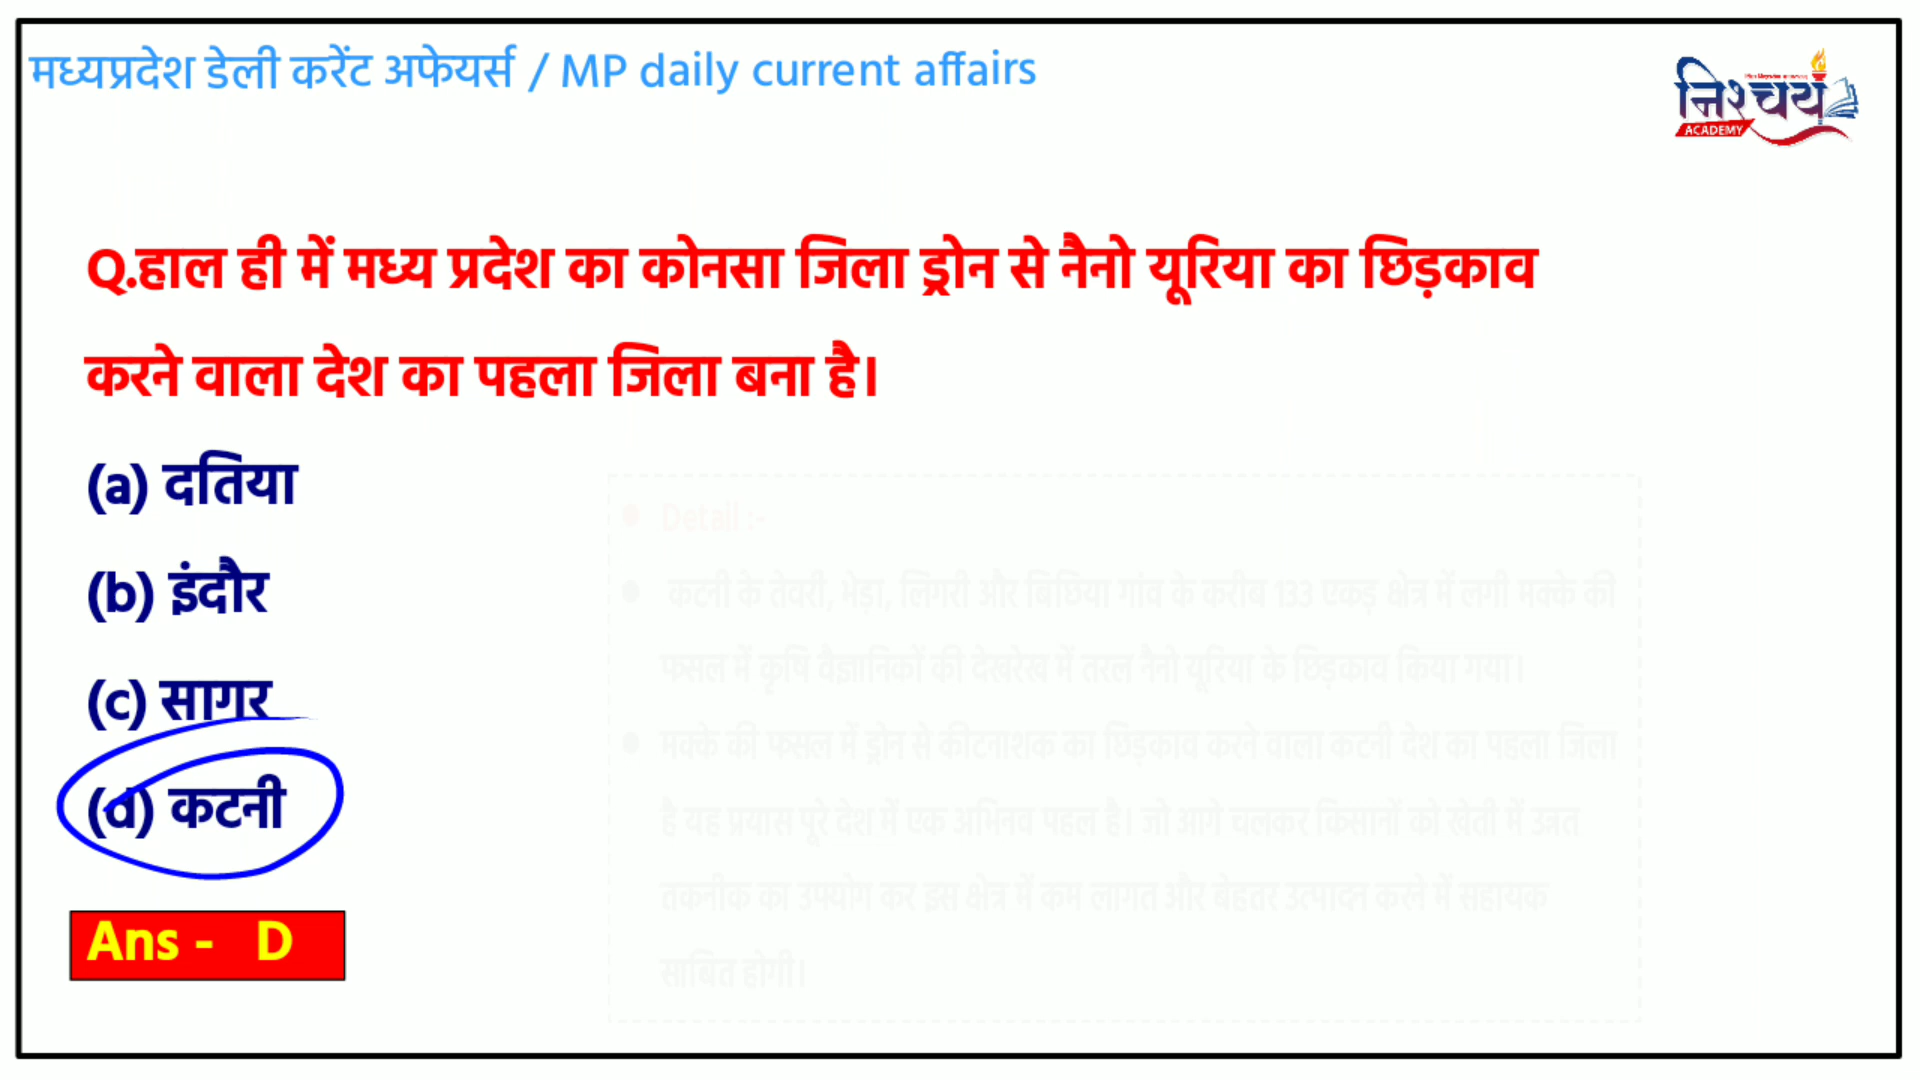 मध्यप्रदेश डेली करेंट अफेयर्स / MP daily current affairs
निश्चय
ACADEMY
Q.हाल ही में मध्य प्रदेश का कोनसा जिला ड्रोन से नैनो यूरिया का छिड़काव
करने वाला देश का पहला जिला बना है।
(a) दतिया
(b) इंदौर
(c) सागर
(d) कटनी
Ans - D
Detail :-
कटनी के तेवरी, भेड़ा, लिगरी और बिछिया गांव के करीब 133 एकड़ क्षेत्र में लगी मक्के की
फसल में कृषि वैज्ञानिकों की देखरेख में तरल नैनो यूरिया के छिड़काव किया गया।
मक्के की फसल में ड्रोन से कीटनाशक का छिड़काव करने वाला कटनी देश का पहला जिला
है यह प्रयास पूरे देश में एक अभिनव पहल है। जो आगे चलकर किसानों को खेती में उन्नत
तकनीक का उपयोग कर इस क्षेत्र में कम लागत और बेहतर उत्पादन करने में सहायक
साबित होगी।